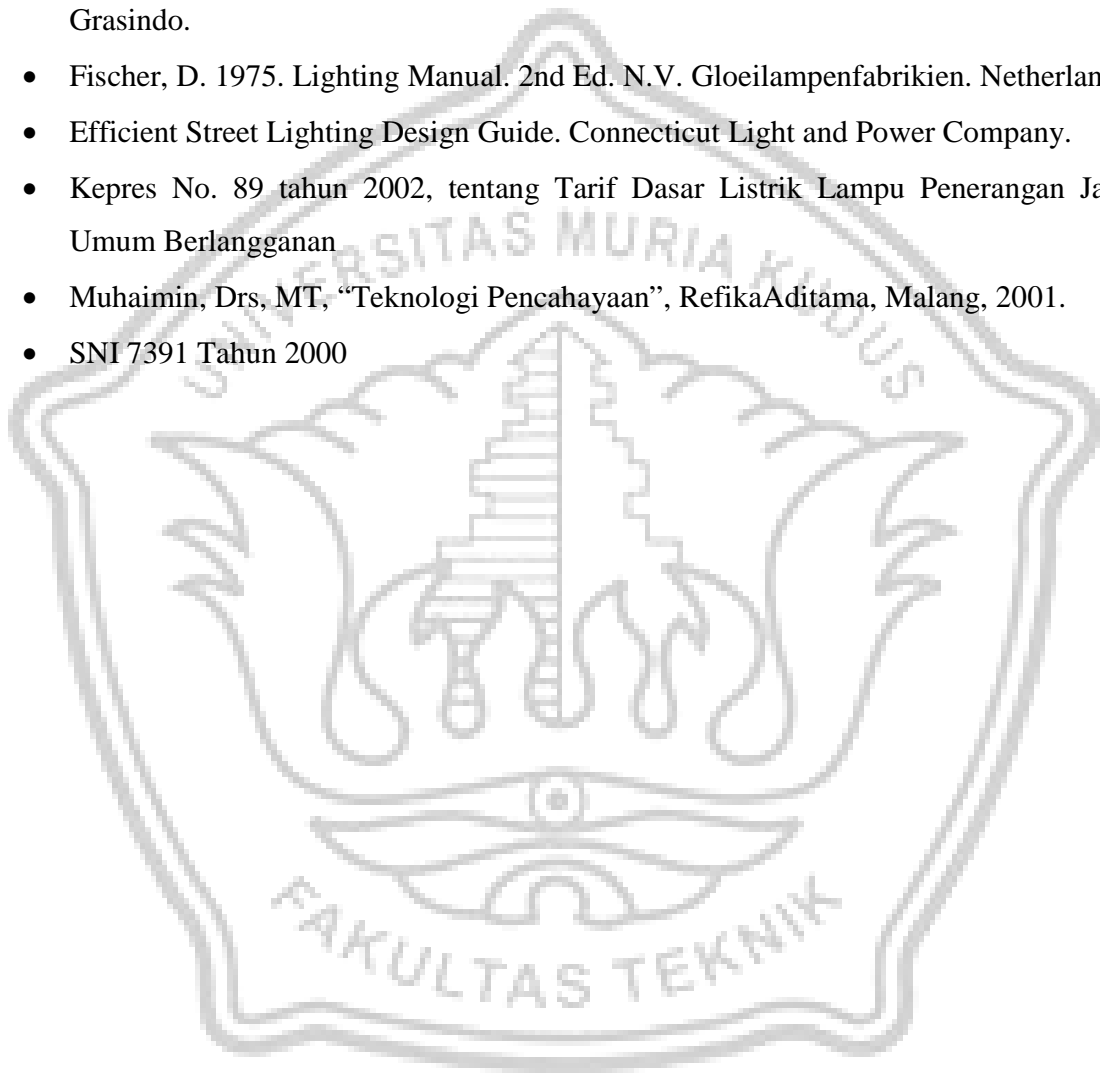 Grasindo.
• Fischer, D. 1975. Lighting Manual. 2nd Ed. N.V. Gloeilampenfabrikien. Netherlan
• Efficient Street Lighting Design Guide. Connecticut Light and Power Company.
• Kepres No. 89 tahun 2002, tentang Tarif Dasar Listrik Lampu Penerangan Ja
Umum Berlangganan
• Muhaimin, Drs, MT, “Teknologi Pencahayaan”, RefikaAditama, Malang, 2001.
• SNI 7391 Tahun 2000
UNIVERSITAS MURIA KUDUS
FAKULTAS TEKNIK